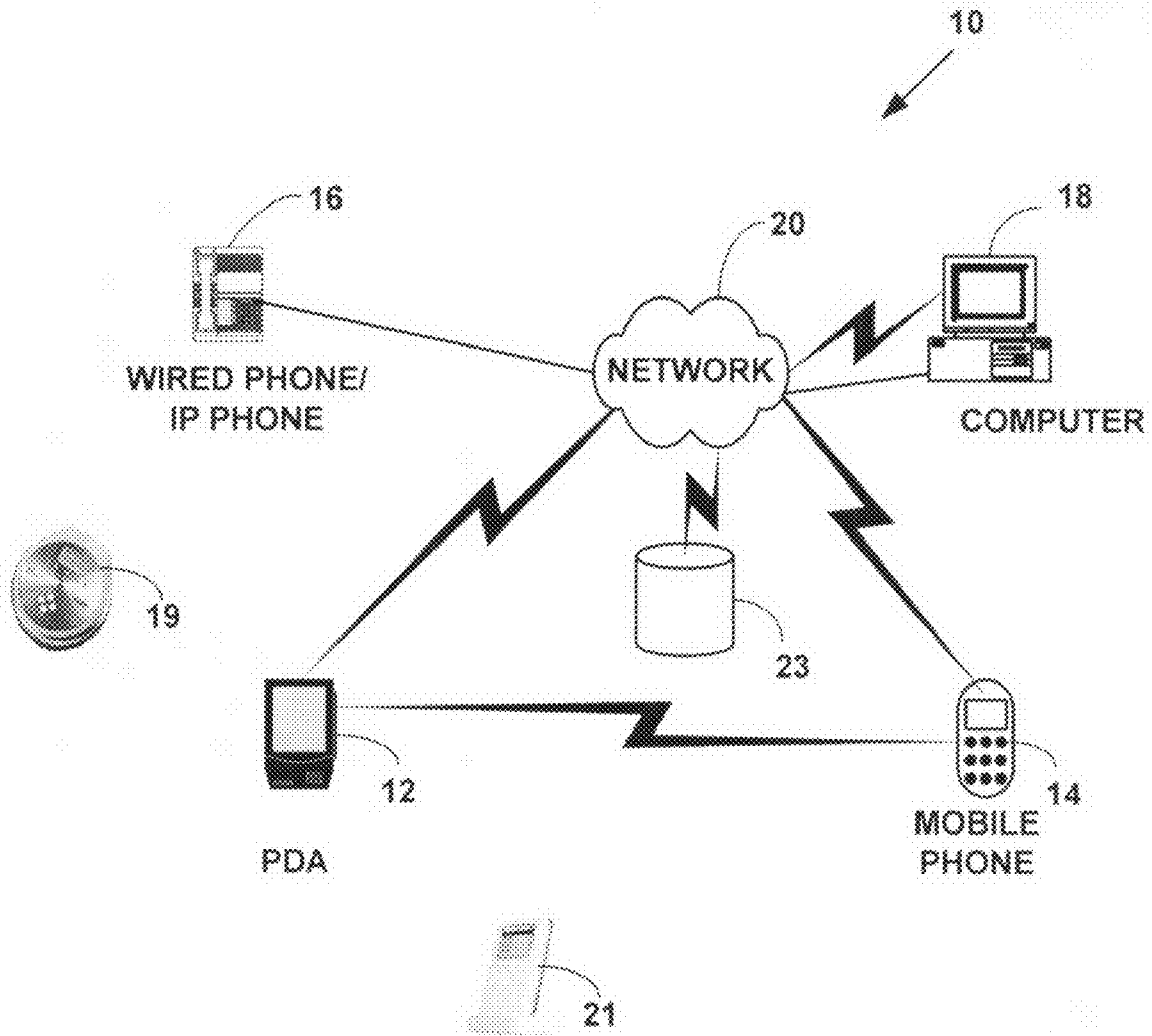 10
16
20
18
NETWORK
WIRED PHONE/
IP PHONE
COMPUTER
19
23
12
14
PDA
MOBILE
PHONE
21